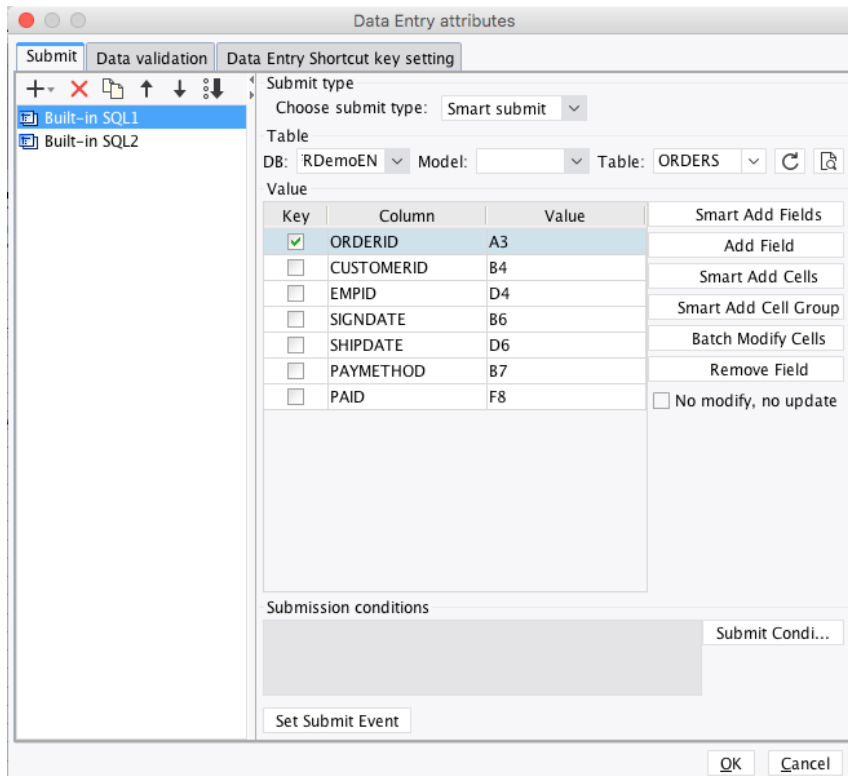 Data Entry attributes
Submit Data validation Data Entry Shortcut key setting
Built-in SQL1
Built-in SQL2
Submit type
Choose submit type: Smart submit
Table
DB: RDemoEN Model: Table: ORDERS
Value
Key Column Value
ORDERID A3
CUSTOMERID B4
EMPID D4
SIGNDATE B6
SHIPDATE D6
PAYMETHOD B7
PAID F8
Smart Add Fields
Add Field
Smart Add Cells
Smart Add Cell Group
Batch Modify Cells
Remove Field
No modify, no update
Submission conditions
Submit Condi...
Set Submit Event
OK Cancel